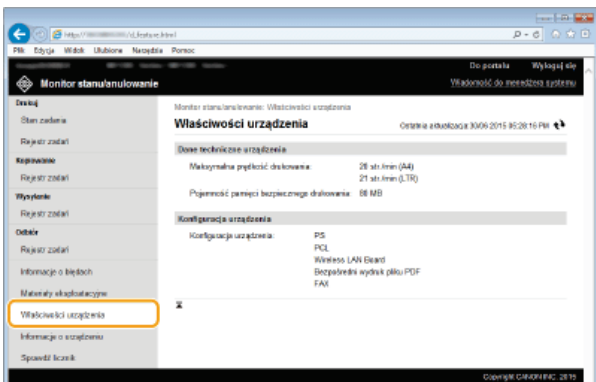 http:// /d_feature.html
Plik Edycja Widok Ulubione Narzędzia Pomoc
Do portalu Wyloguj się
Monitor stanu/anulowanie
Wiadomość do menedżera systemu
Drukuj
Stan zadania
Rejestr zadań
Kopiowanie
Rejestr zadań
Wysyłanie
Rejestr zadań
Odbiór
Rejestr zadań
Informacje o błędach
Materiały eksploatacyjne
Właściwości urządzenia
Informacje o urządzeniu
Sprawdź licznik
Monitor stanu/anulowanie: Właściwości urządzenia
Właściwości urządzenia
Ostatnia aktualizacja: 30/06 2015 05:28:16 PM
Dane techniczne urządzenia
Maksymalna prędkość drukowania: 20 str./min (A4)
21 str./min (LTR)
Pojemność pamięci bezpiecznego drukowania: 80 MB
Konfiguracja urządzenia
Konfiguracja urządzenia: PS
PCL
Wireless LAN Board
Bezpośredni wydruk pliku PDF
FAX
Copyright CANON INC. 2015